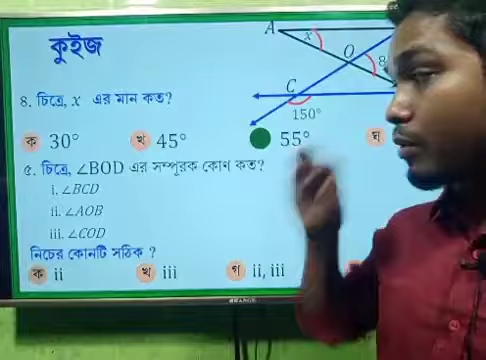 কুইজ
A
x
O
8
C
150°
৪. চিত্রে, x এর মান কত?
ক 30° খ 45° 55° ঘ
৫. চিত্রে, ∠BOD এর সম্পূরক কোণ কত?
i. ∠BCD
ii. ∠AOB
iii. ∠COD
নিচের কোনটি সঠিক ?
ক ii খ iii গ ii, iii